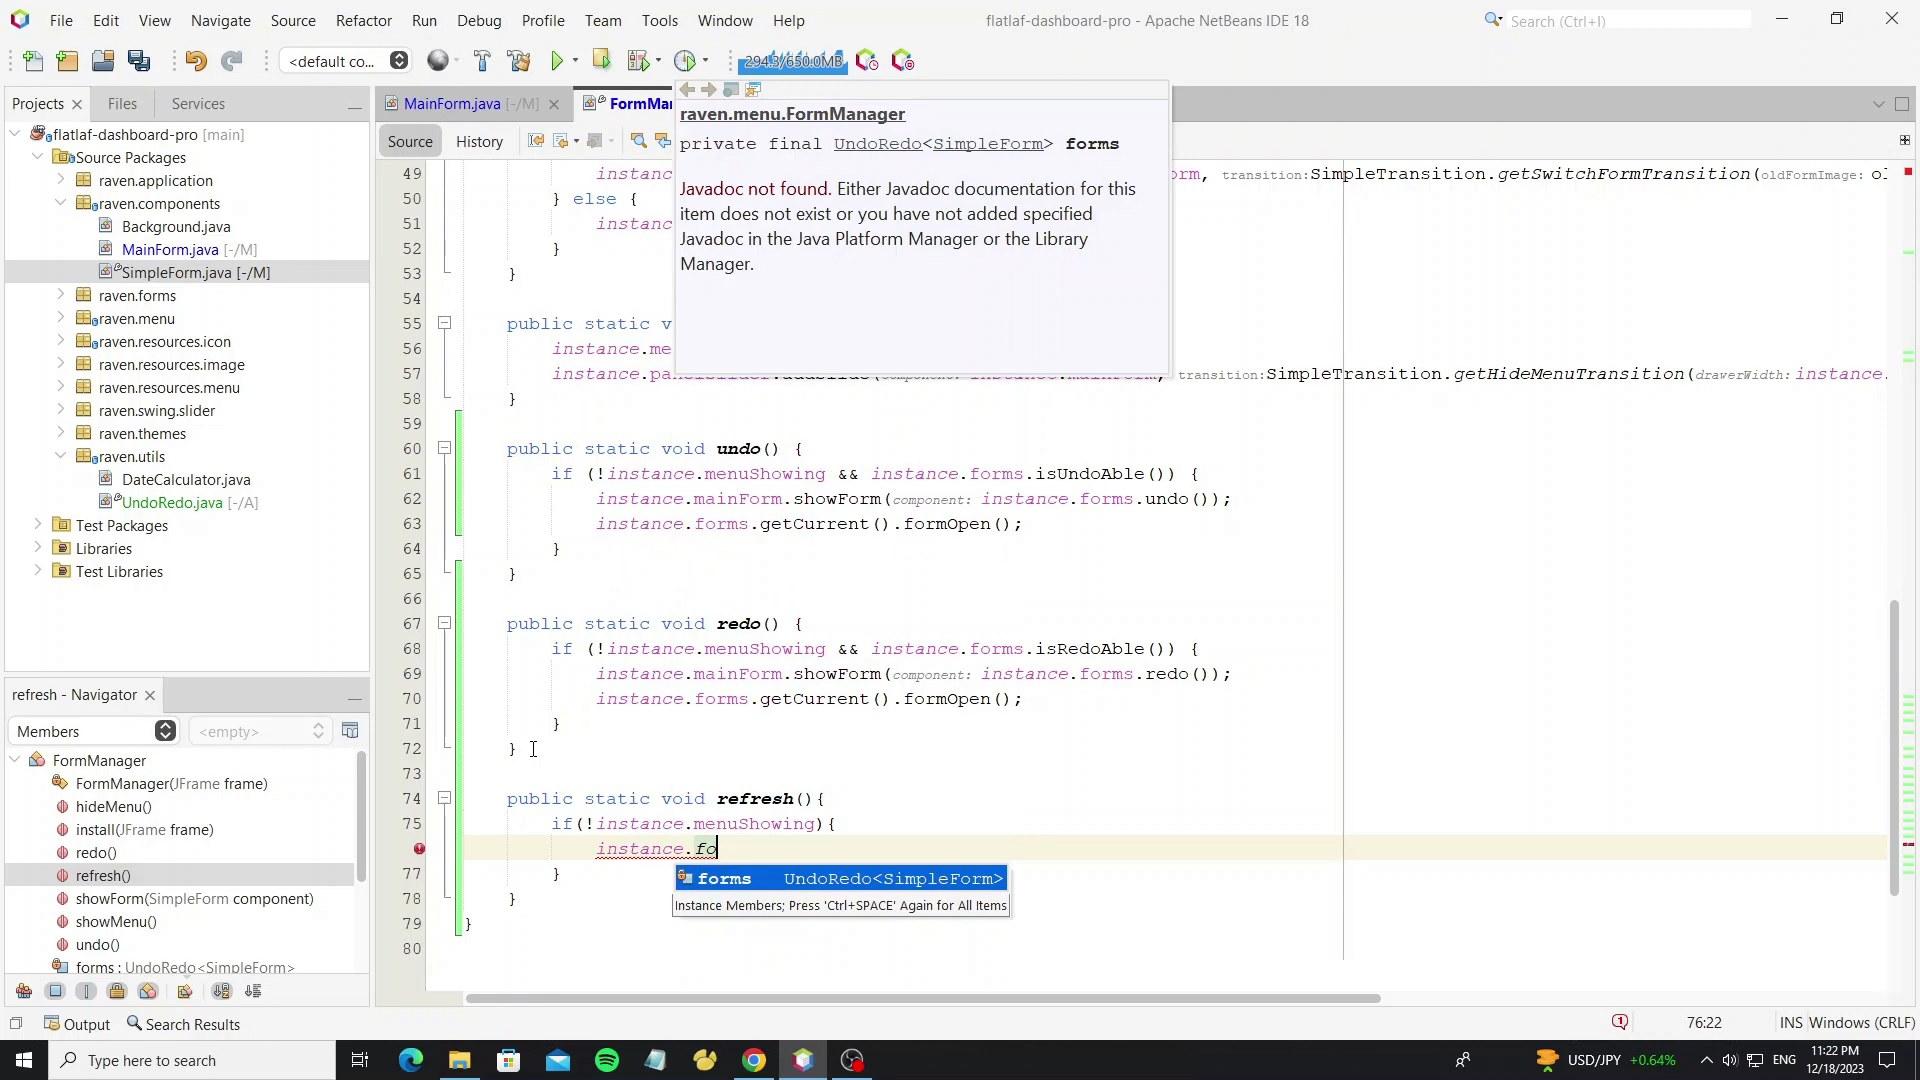 File Edit View Navigate Source Refactor Run Debug Profile Team Tools Window Help
flatlaf-dashboard-pro - Apache NetBeans IDE 18
Search (Ctrl+I)
<default co...
294.3/650.0MB
Projects
Files
Services
MainForm.java [-/M]
FormMa
Source
History
flatlaf-dashboard-pro [main]
Source Packages
raven.application
raven.components
Background.java
MainForm.java [-/M]
SimpleForm.java [-/M]
raven.forms
raven.menu
raven.resources.icon
raven.resources.image
raven.resources.menu
raven.swing.slider
raven.themes
raven.utils
DateCalculator.java
UndoRedo.java [-/A]
Test Packages
Libraries
Test Libraries
refresh - Navigator
Members
<empty>
FormManager
FormManager(JFrame frame)
hideMenu()
install(JFrame frame)
redo()
refresh()
showForm(SimpleForm component)
showMenu()
undo()
forms : UndoRedo<SimpleForm>
raven.menu.FormManager
private final UndoRedo<SimpleForm> forms
Javadoc not found. Either Javadoc documentation for this
item does not exist or you have not added specified
Javadoc in the Java Platform Manager or the Library
Manager.
49 instanc orm, transition:SimpleTransition.getSwitchFormTransition(oldFormImage: ol
50 } else {
51 instanc
52 }
53 }
54
55 public static v
56 instance.me
57 instance.panelSlider.addSlide(component: instance.mainForm, transition:SimpleTransition.getHideMenuTransition(drawerWidth: instance.
58 }
59
60 public static void undo() {
61 if (!instance.menuShowing && instance.forms.isUndoAble()) {
62 instance.mainForm.showForm(component: instance.forms.undo());
63 instance.forms.getCurrent().formOpen();
64 }
65 }
66
67 public static void redo() {
68 if (!instance.menuShowing && instance.forms.isRedoAble()) {
69 instance.mainForm.showForm(component: instance.forms.redo());
70 instance.forms.getCurrent().formOpen();
71 }
72 }
73
74 public static void refresh(){
75 if(!instance.menuShowing){
instance.fo
77 }
78 }
79 }
80
forms UndoRedo<SimpleForm>
Instance Members; Press 'Ctrl+SPACE' Again for All Items
Output
Search Results
1
76:22
INS
Windows (CRLF)
Type here to search
USD/JPY +0.64%
ENG
11:22 PM
12/18/2023